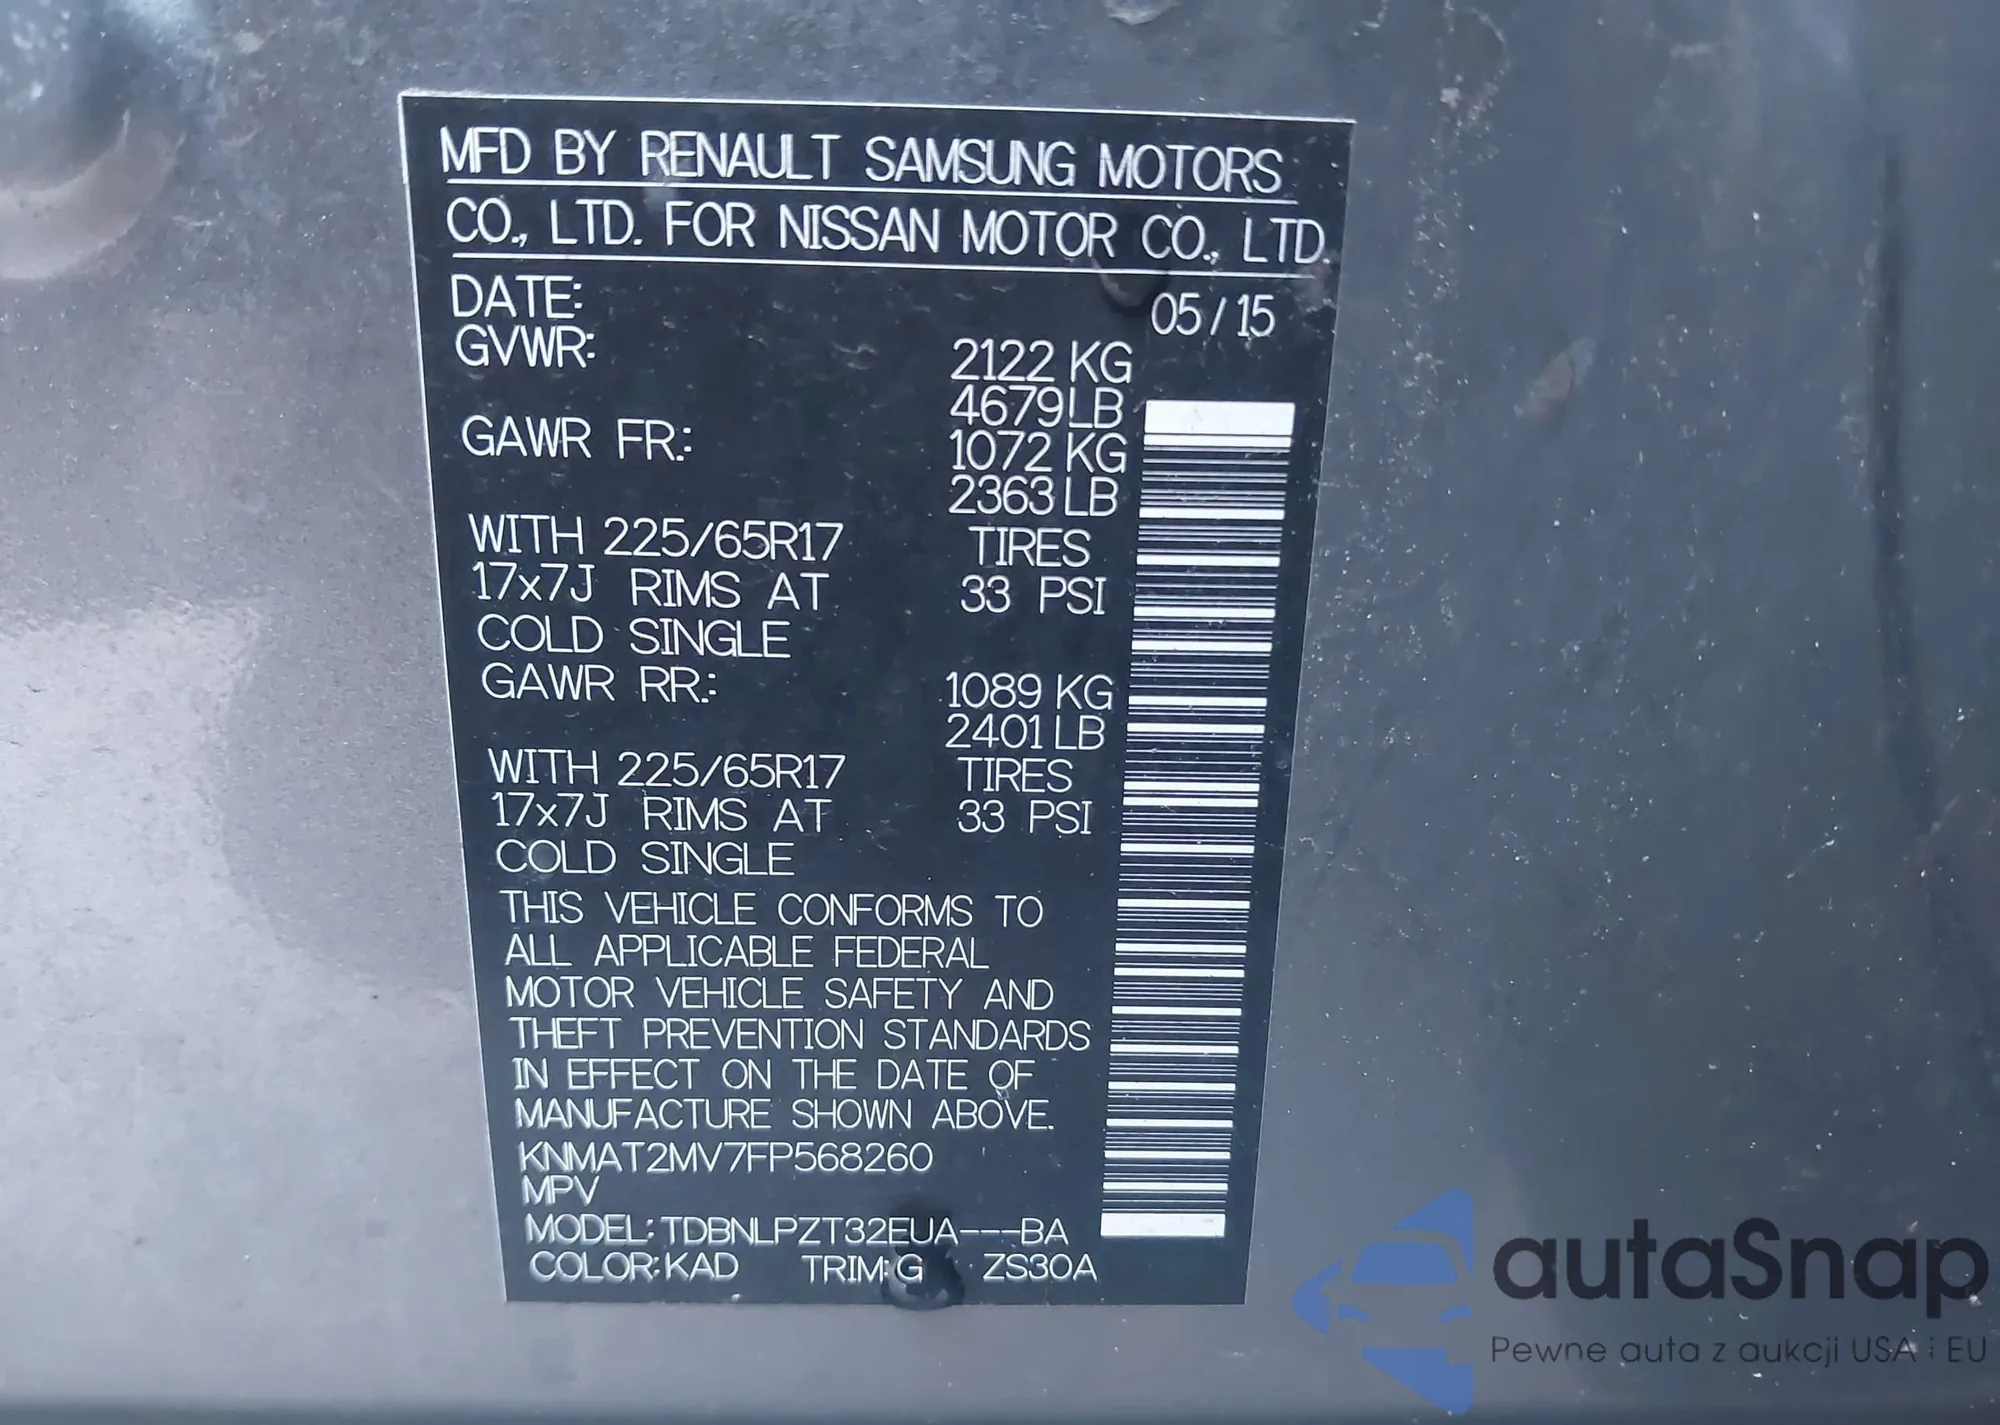 MFD BY RENAULT SAMSUNG MOTORS
CO., LTD. FOR NISSAN MOTOR CO., LTD.
DATE: 05/15
GVWR: 2122 KG
4679 LB
GAWR FR.: 1072 KG
2363 LB
WITH 225/65R17 TIRES
17x7J RIMS AT 33 PSI
COLD SINGLE
GAWR RR.: 1089 KG
2401 LB
WITH 225/65R17 TIRES
17x7J RIMS AT 33 PSI
COLD SINGLE
THIS VEHICLE CONFORMS TO
ALL APPLICABLE FEDERAL
MOTOR VEHICLE SAFETY AND
THEFT PREVENTION STANDARDS
IN EFFECT ON THE DATE OF
MANUFACTURE SHOWN ABOVE.
KNMAT2MV7FP568260
MPV
MODEL: TDBNLPZT32EUA---BA
COLOR: KAD TRIM: G ZS30A
autaSnap
Pewne auta z aukcji USA i EU